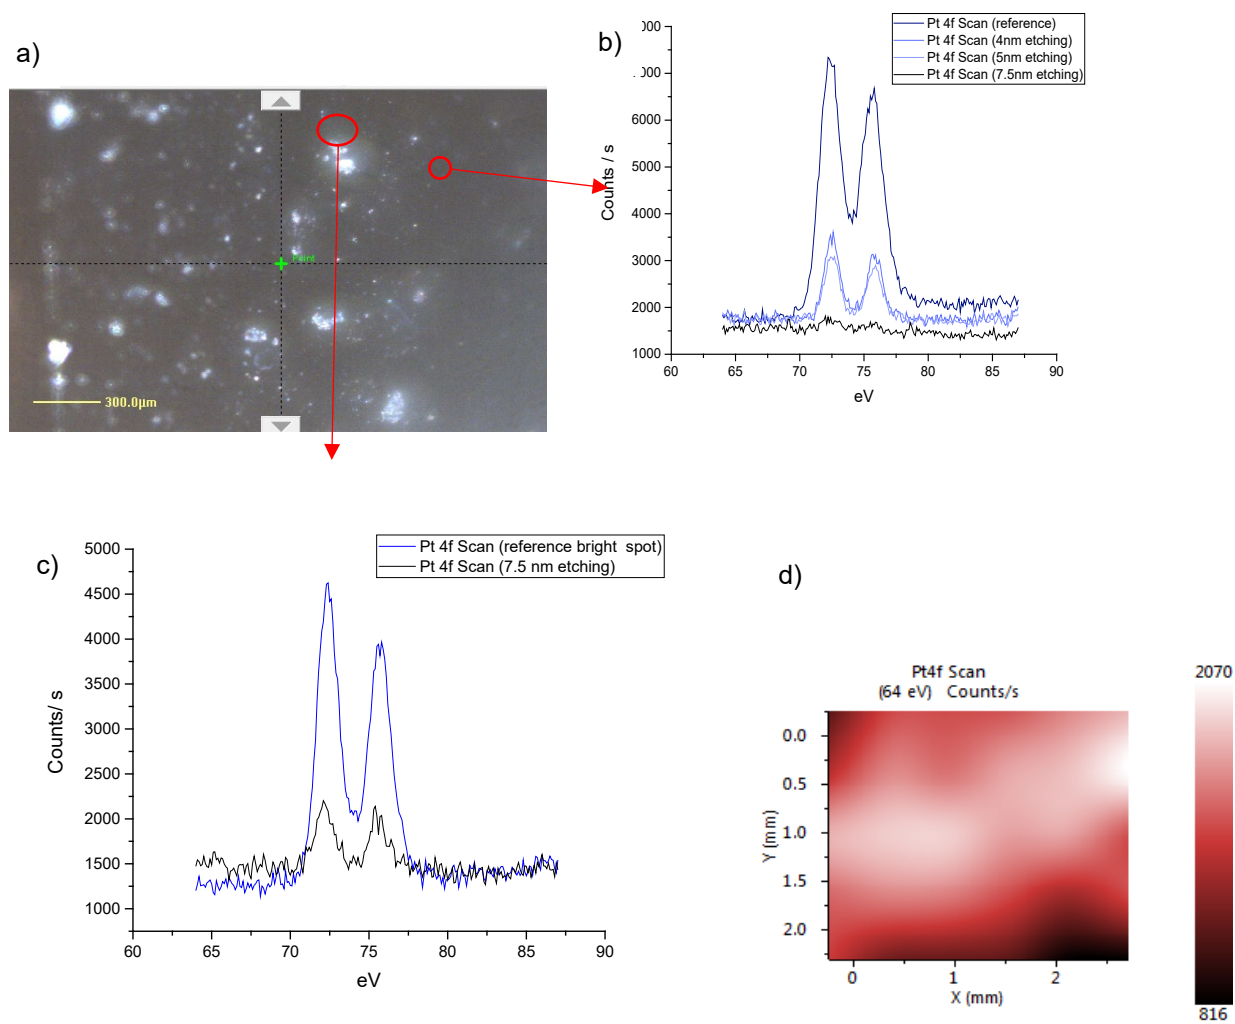 a)
Point
300.0µm
b)
Pt 4f Scan (reference)
Pt 4f Scan (4nm etching)
Pt 4f Scan (5nm etching)
Pt 4f Scan (7.5nm etching)
6000
5000
4000
3000
2000
1000
Counts / s
60 65 70 75 80 85 90
eV
c)
Pt 4f Scan (reference bright spot)
Pt 4f Scan (7.5 nm etching)
5000
4500
4000
3500
3000
2500
2000
1500
1000
Counts/ s
60 65 70 75 80 85 90
eV
d)
Pt4f Scan
(64 eV) Counts/s
0.0
0.5
1.0
1.5
2.0
Y (mm)
0 1 2
X (mm)
2070
816